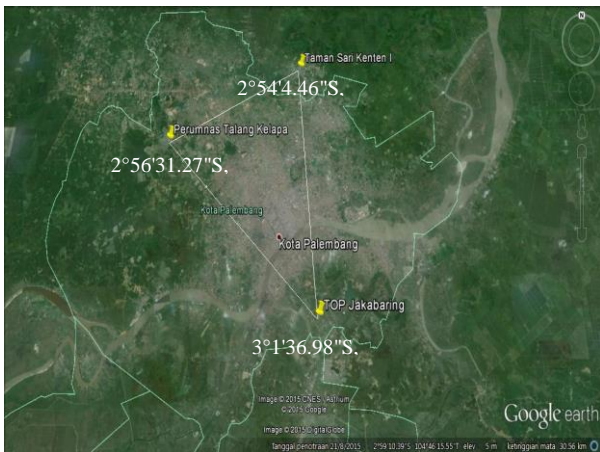 N
Taman Sari Kenten I
2°54'4.46"S,
Perumnas Talang Kelapa
2°56'31.27"S,
Kota Palembang
Kota Palembang
TOP Jakabaring
3°1'36.98"S,
Image © 2015 CNES / Astrium
© 2015 Google
Image © 2015 DigitalGlobe
Google earth
Tanggal pencitraan 21/8/2015 2°59'10.39"S 104°46'15.55"T elev 5 m ketinggian mata 30.56 km